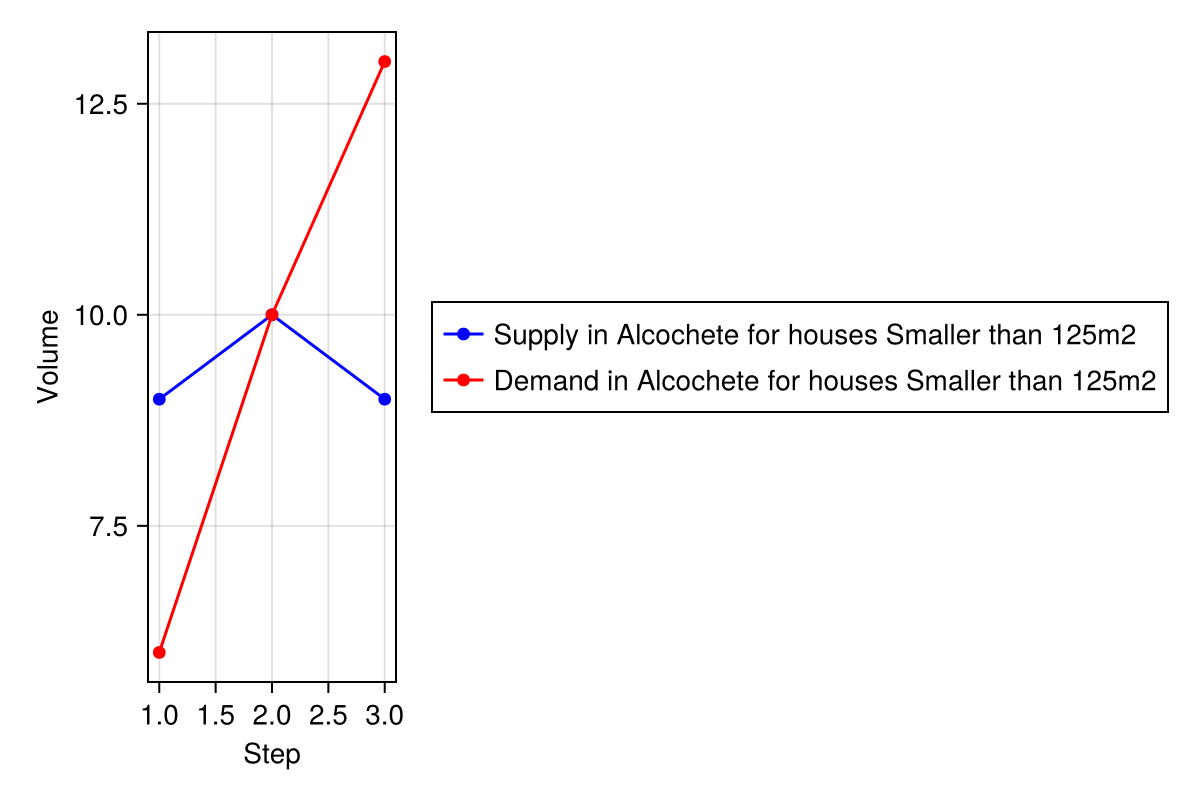 12.5
10.0
7.5
Volume
1.0 1.5 2.0 2.5 3.0
Step
Supply in Alcochete for houses Smaller than 125m2
Demand in Alcochete for houses Smaller than 125m2